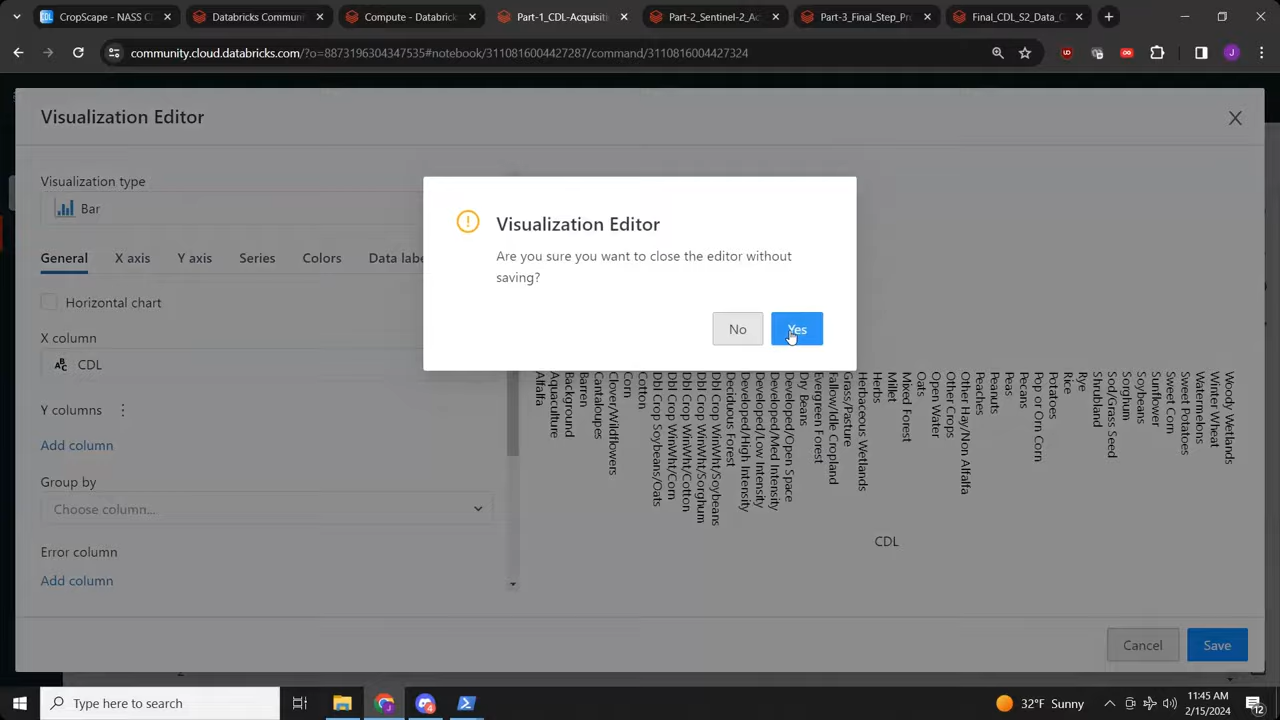 CropScape - NASS C
Databricks Commun
Compute - Databrick
Part-1_CDL-Acquisiti
Part-2_Sentinel-2_Ac
Part-3_Final_Step_Pr
Final_CDL_S2_Data_C
community.cloud.databricks.com/?o=8873196304347535#notebook/3110816004427287/command/3110816004427324
Visualization Editor
Visualization type
Bar
General
X axis
Y axis
Series
Colors
Data labe
Horizontal chart
X column
CDL
Y columns
Add column
Group by
Choose column...
Error column
Add column
Visualization Editor
Are you sure you want to close the editor without
saving?
No
Yes
Alfalfa
Aquaculture
Background
Barren
Cantaloupes
Clover/Wildflowers
Corn
Cotton
Dbl Crop Soybeans/Oats
Dbl Crop WinWht/Corn
Dbl Crop WinWht/Cotton
Dbl Crop WinWht/Sorghum
Dbl Crop WinWht/Soybeans
Deciduous Forest
Developed/High Intensity
Developed/Low Intensity
Developed/Med Intensity
Developed/Open Space
Dry Beans
Evergreen Forest
Fallow/Idle Cropland
Grass/Pasture
Herbaceous Wetlands
Herbs
Millet
Mixed Forest
Oats
Open Water
Other Crops
Other Hay/Non Alfalfa
Peaches
Peanuts
Peas
Pecans
Pop or Orn Corn
Potatoes
Rice
Rye
Shrubland
Sod/Grass Seed
Sorghum
Soybeans
Sunflower
Sweet Corn
Sweet Potatoes
Watermelons
Winter Wheat
Woody Wetlands
CDL
Cancel
Save
Type here to search
32°F Sunny
11:45 AM
2/15/2024
12